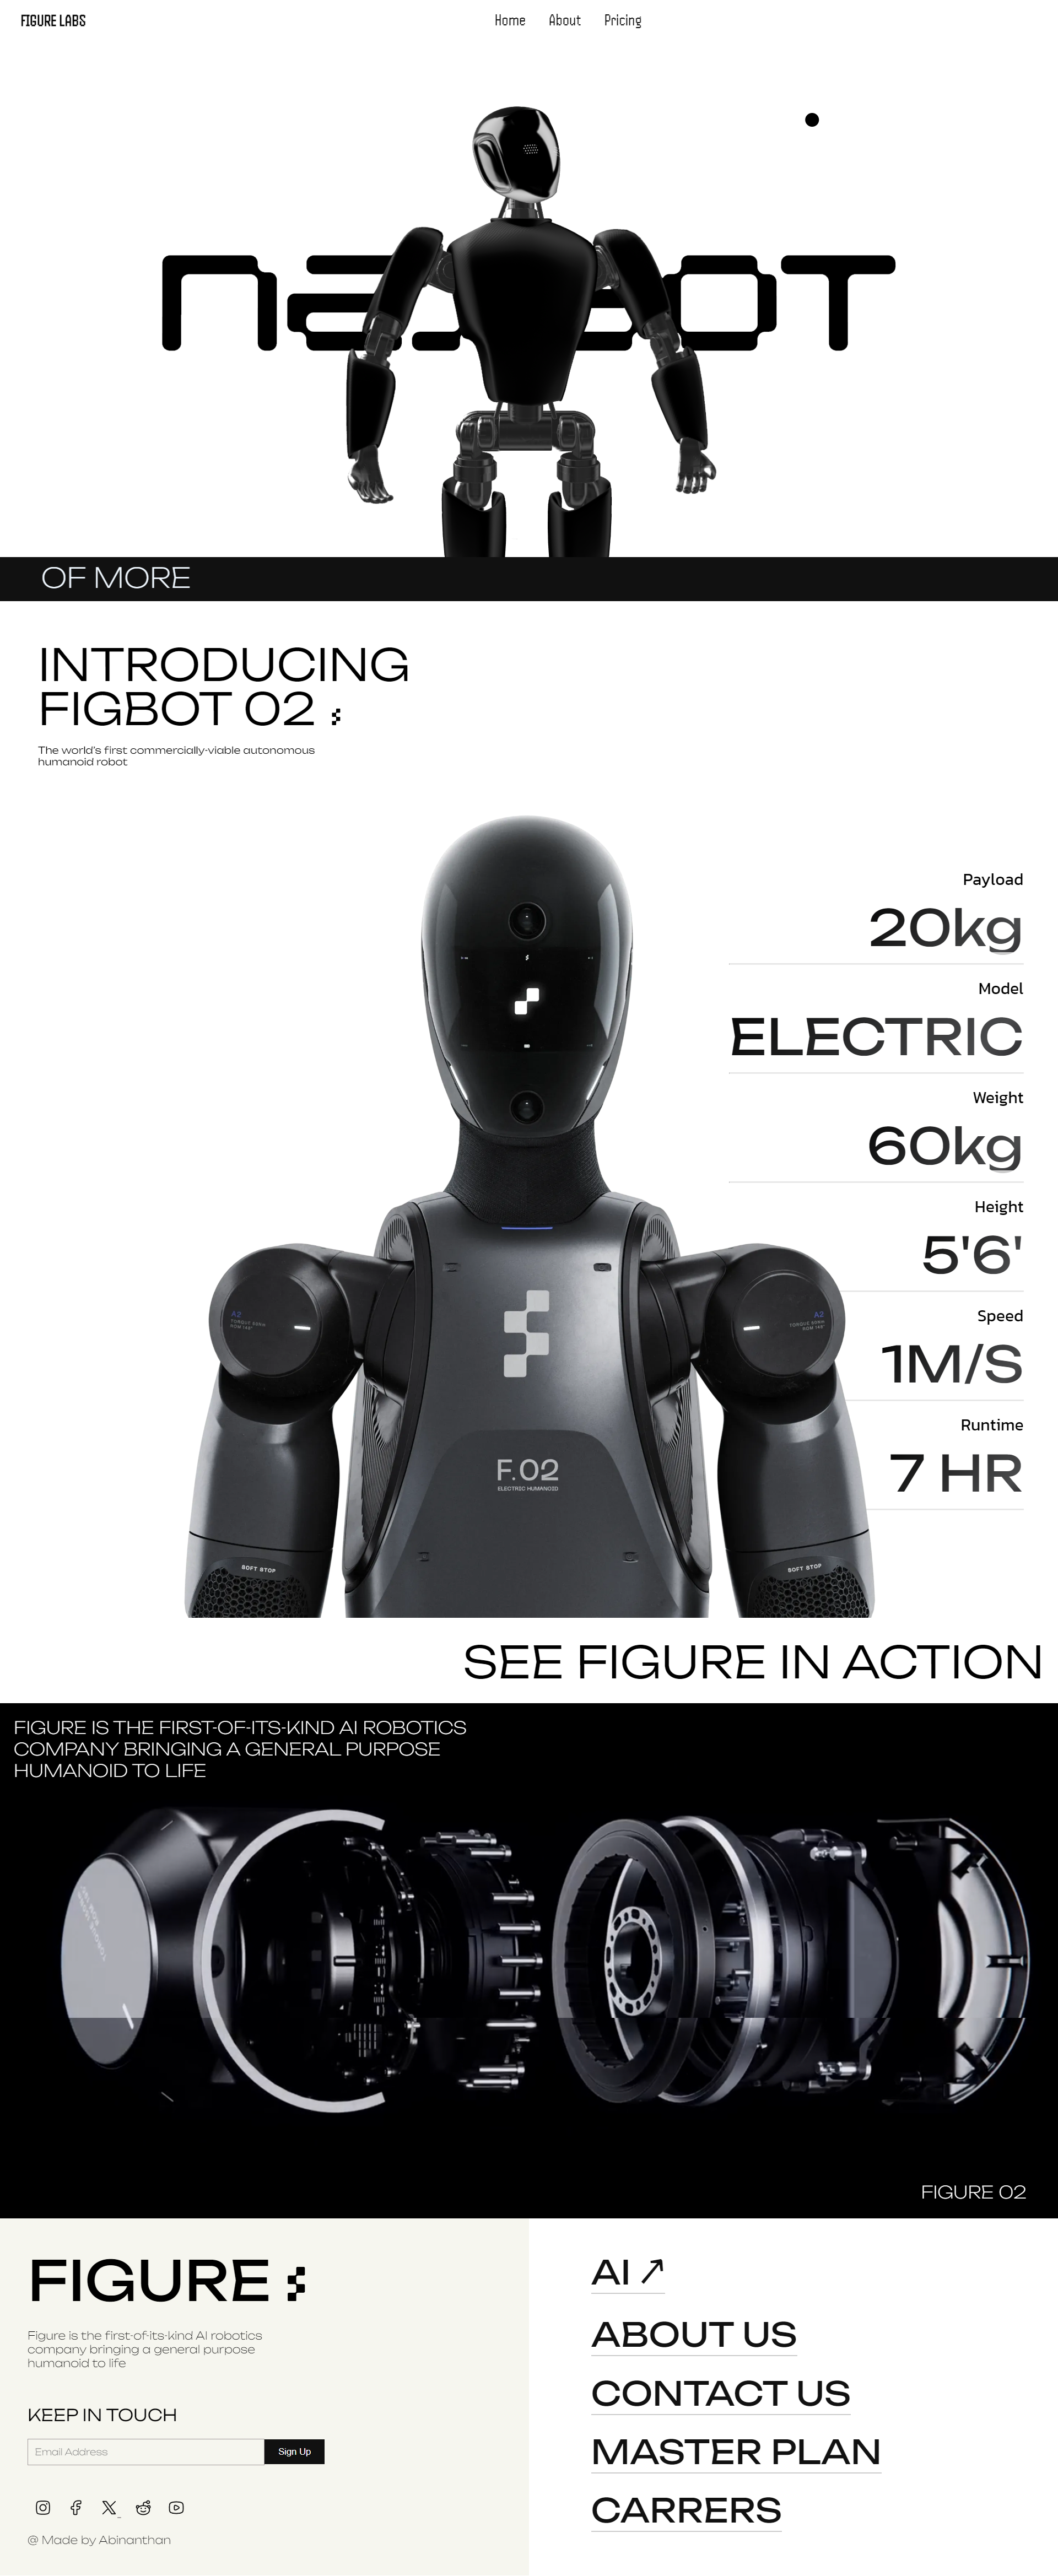 FIGURE LABS
Home About Pricing
OF MORE
INTRODUCING
FIGBOT 02
The world's first commercially-viable autonomous
humanoid robot
Payload
20kg
Model
ELECTRIC
Weight
60kg
Height
5'6'
Speed
1M/S
Runtime
7 HR
A2
A2
F.02
ELECTRIC HUMANOID
SOFT STOP
SOFT STOP
SEE FIGURE IN ACTION
FIGURE IS THE FIRST-OF-ITS-KIND AI ROBOTICS
COMPANY BRINGING A GENERAL PURPOSE
HUMANOID TO LIFE
FIGURE 02
FIGURE
Figure is the first-of-its-kind AI robotics
company bringing a general purpose
humanoid to life
KEEP IN TOUCH
Email Address Sign Up
@ Made by Abinanthan
AI ↗
ABOUT US
CONTACT US
MASTER PLAN
CARRERS